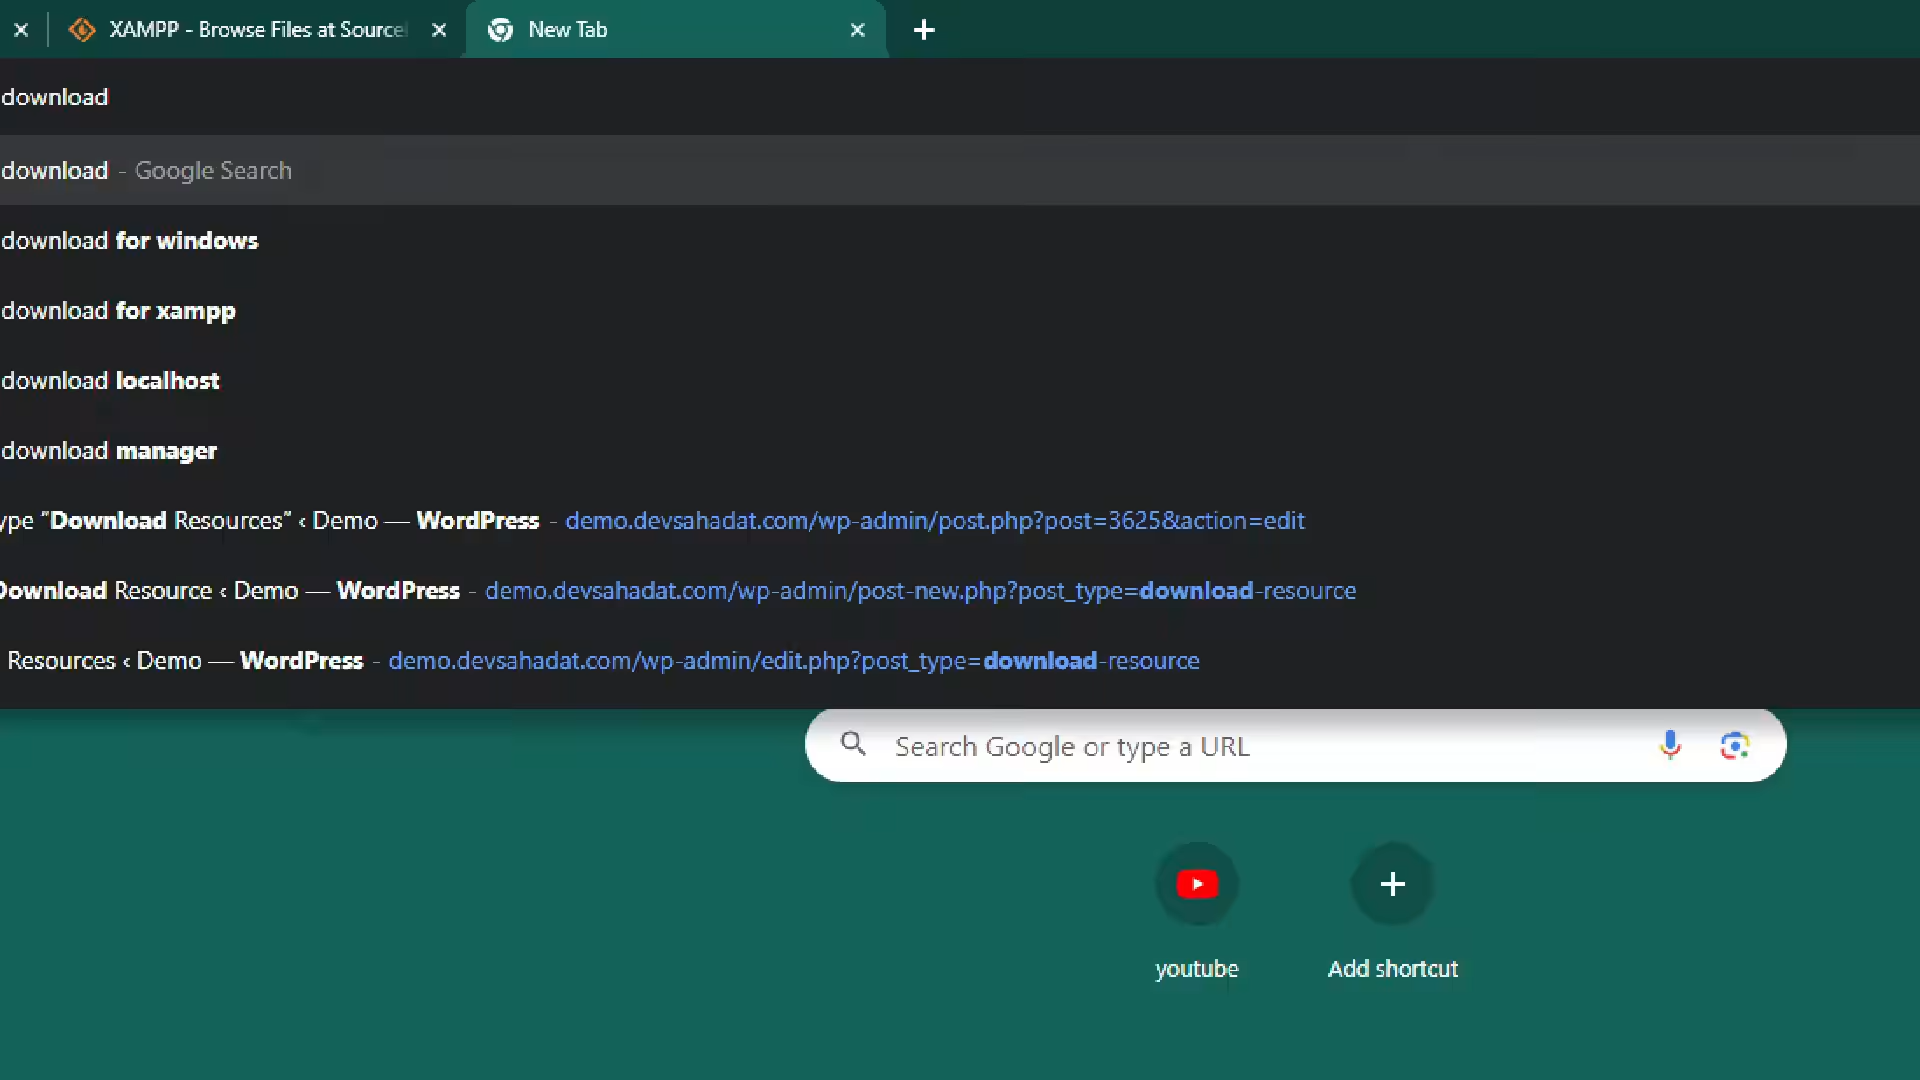 XAMPP - Browse Files at Source
New Tab
download
download - Google Search
download for windows
download for xampp
download localhost
download manager
ype "Download Resources" ‹ Demo — WordPress - demo.devsahadat.com/wp-admin/post.php?post=3625&action=edit
Download Resource ‹ Demo — WordPress - demo.devsahadat.com/wp-admin/post-new.php?post_type=download-resource
Resources ‹ Demo — WordPress - demo.devsahadat.com/wp-admin/edit.php?post_type=download-resource
Search Google or type a URL
youtube
Add shortcut